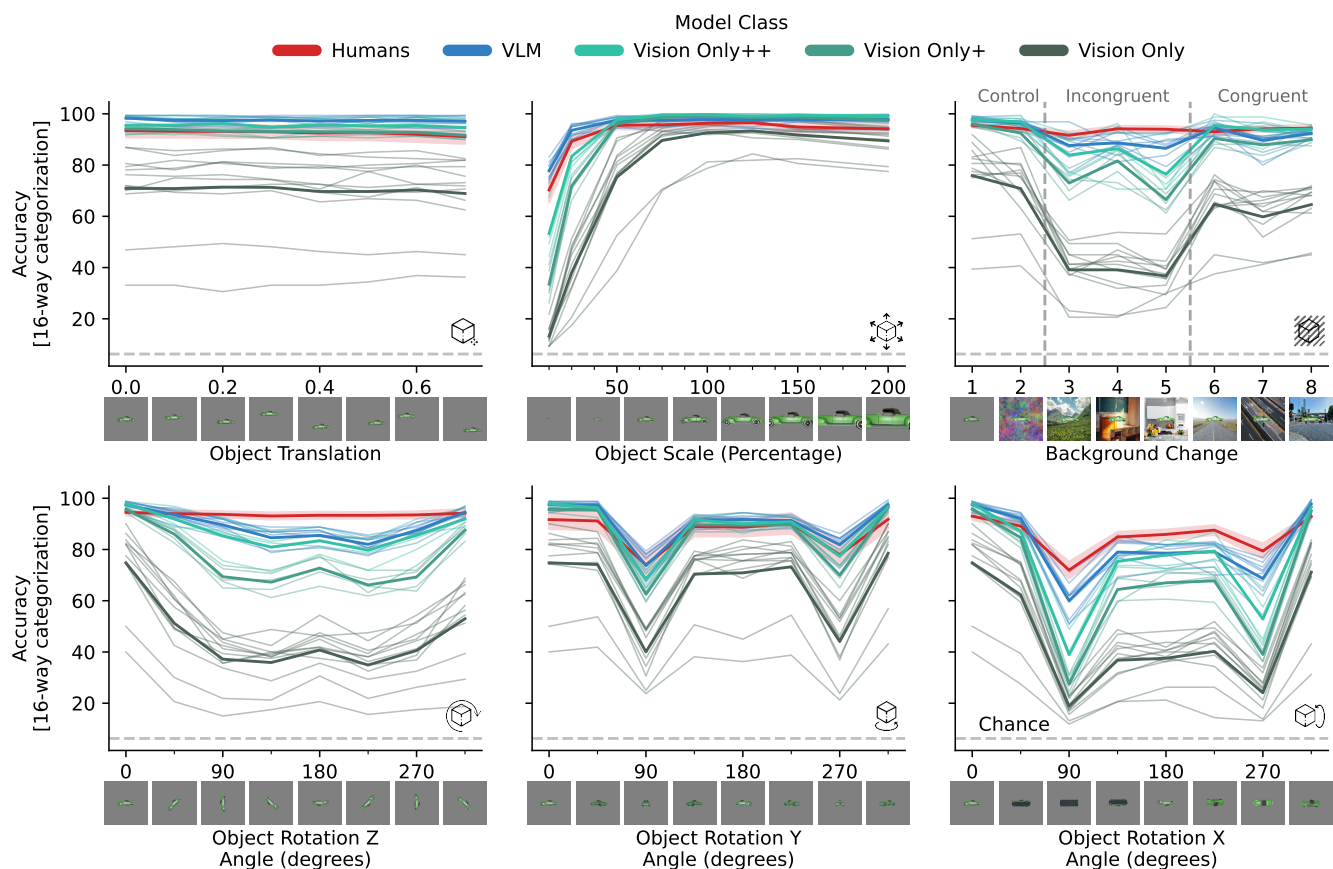 Model Class
Humans VLM Vision Only++ Vision Only+ Vision Only
Accuracy
[16-way categorization]
100
80
60
40
20
0.0 0.2 0.4 0.6
Object Translation
50 100 150 200
Object Scale (Percentage)
Control Incongruent Congruent
1 2 3 4 5 6 7 8
Background Change
Accuracy
[16-way categorization]
100
80
60
40
20
0 90 180 270
Object Rotation Z
Angle (degrees)
0 90 180 270
Object Rotation Y
Angle (degrees)
Chance
0 90 180 270
Object Rotation X
Angle (degrees)